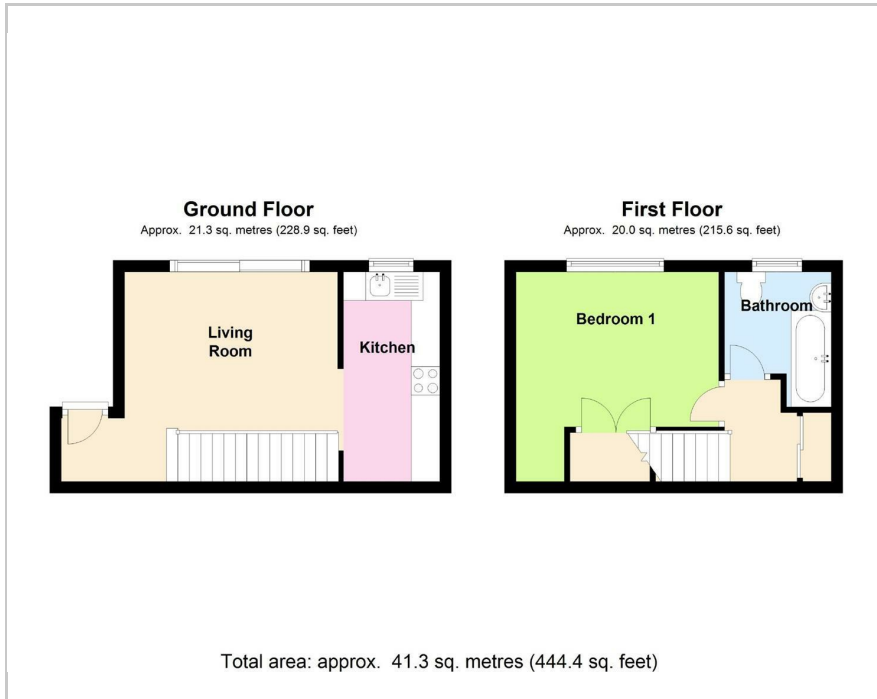 Ground Floor
Approx. 21.3 sq. metres (228.9 sq. feet)
Living
Room
Kitchen
First Floor
Approx. 20.0 sq. metres (215.6 sq. feet)
Bedroom 1
Bathroom
Total area: approx. 41.3 sq. metres (444.4 sq. feet)